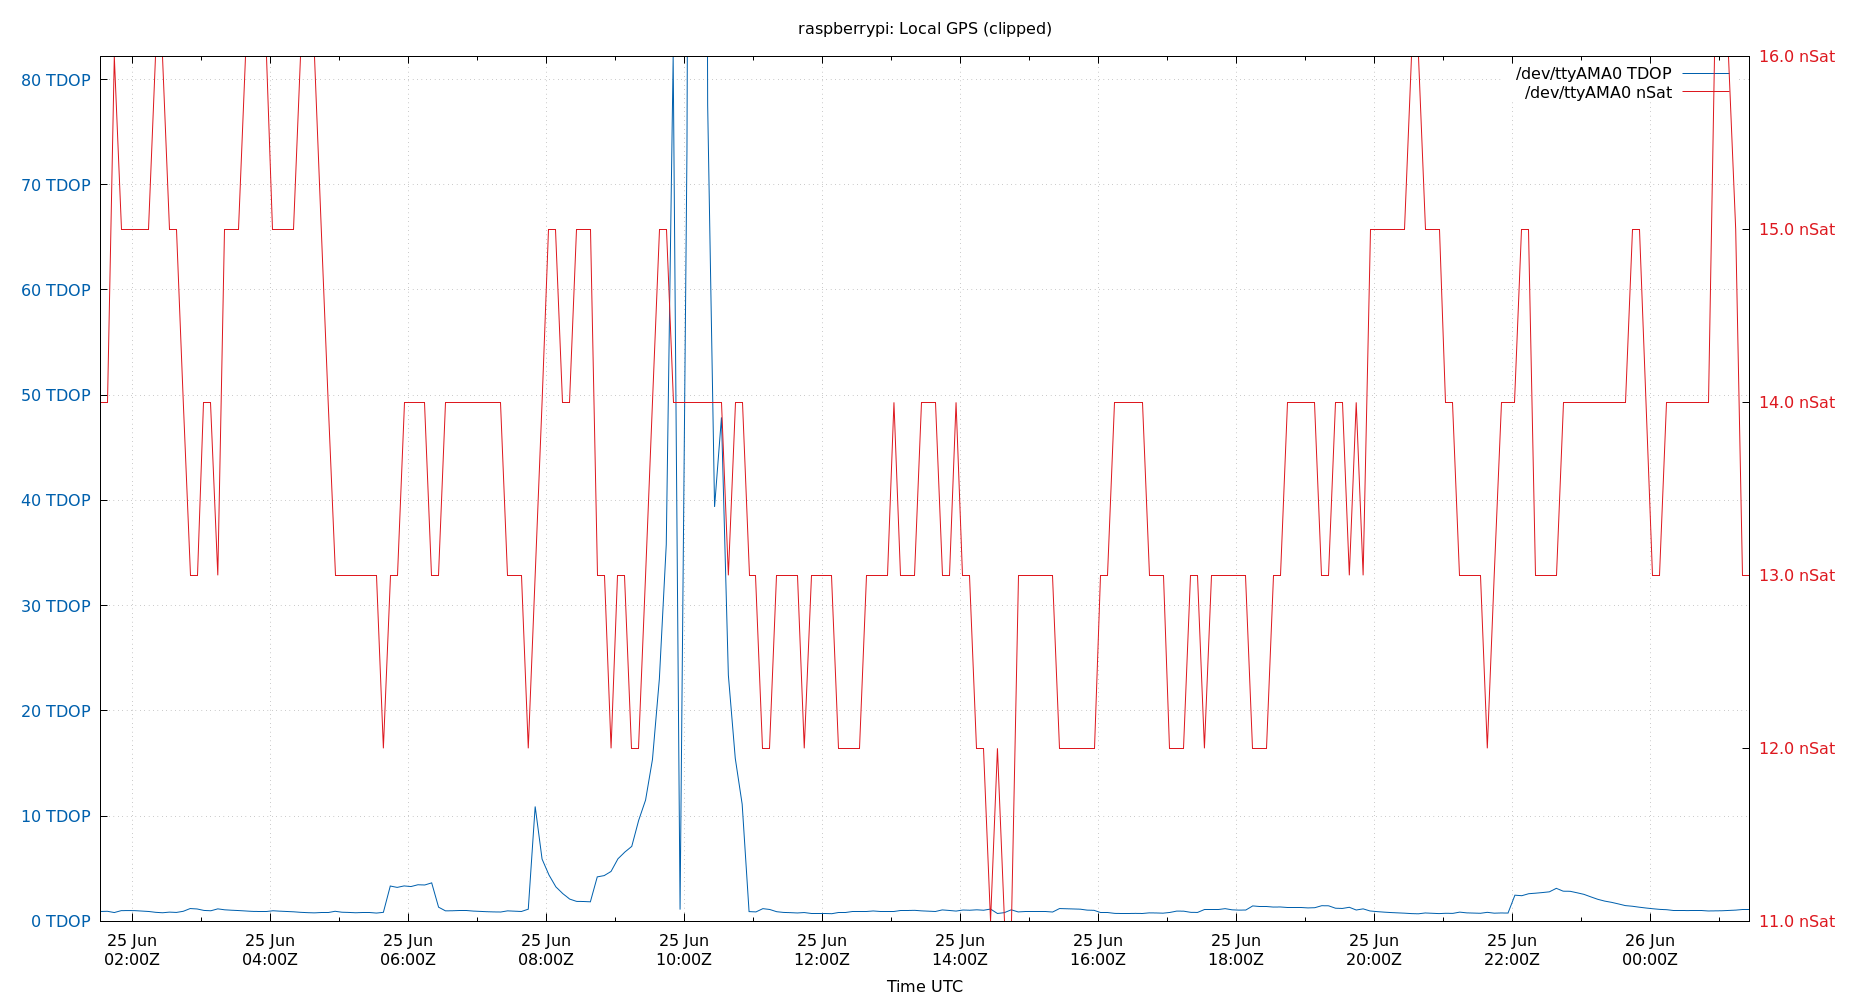 raspberrypi: Local GPS (clipped)
/dev/ttyAMA0 TDOP
/dev/ttyAMA0 nSat
80 TDOP
70 TDOP
60 TDOP
50 TDOP
40 TDOP
30 TDOP
20 TDOP
10 TDOP
0 TDOP
16.0 nSat
15.0 nSat
14.0 nSat
13.0 nSat
12.0 nSat
11.0 nSat
25 Jun
02:00Z
25 Jun
04:00Z
25 Jun
06:00Z
25 Jun
08:00Z
25 Jun
10:00Z
25 Jun
12:00Z
25 Jun
14:00Z
25 Jun
16:00Z
25 Jun
18:00Z
25 Jun
20:00Z
25 Jun
22:00Z
26 Jun
00:00Z
Time UTC